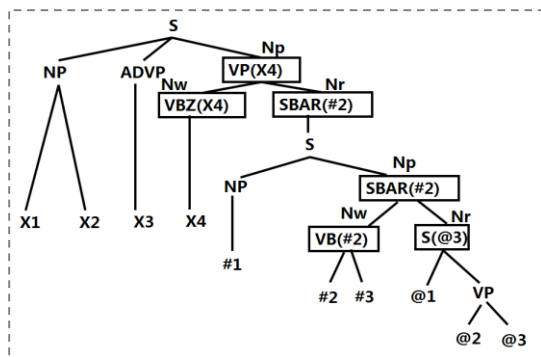 S
Np
NP ADVP VP(X4)
Nw Nr
VBZ(X4) SBAR(#2)
S
Np
NP SBAR(#2)
Nw Nr
VB(#2) S(@3)
X1 X2 X3 X4
#1
#2 #3 @1 VP
@2 @3